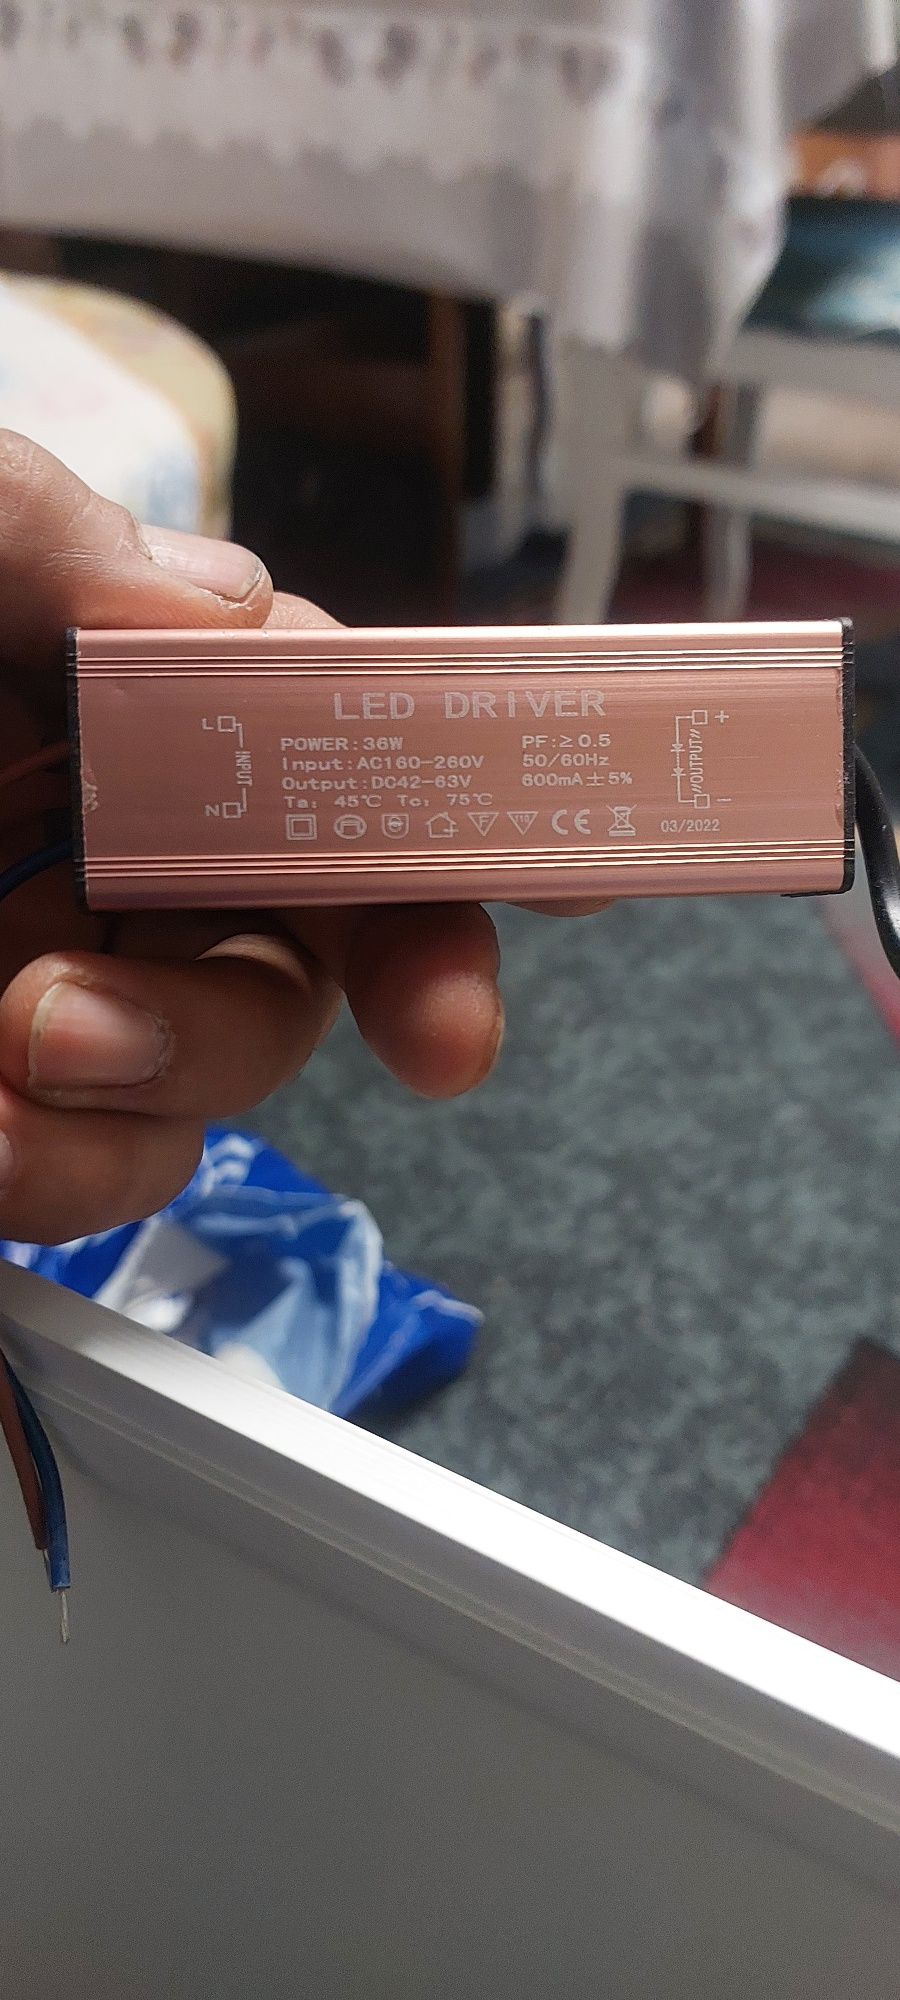 LED DRIVER
L
INPUT
N
POWER:36W
PF:≥0.5
Input:AC160-260V
50/60Hz
Output:DC42-63V
600mA±5%
Ta: 45℃ Tc: 75℃
F
110
CE
03/2022
+
OUTPUT
-